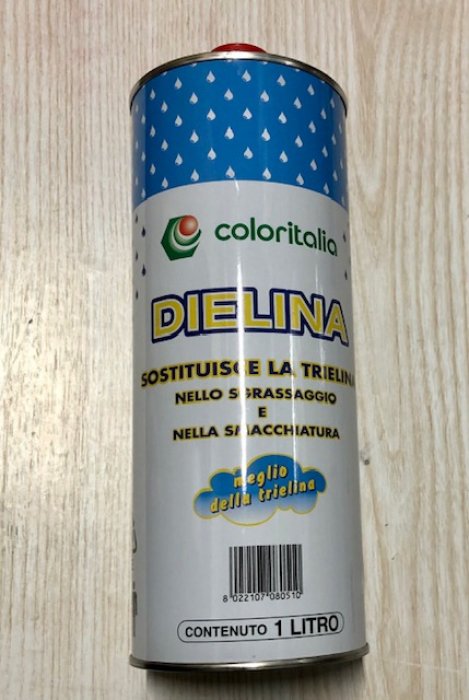 coloritalia
DIELINA
SOSTITUISCE LA TRIELINA
NELLO SGRASSAGGIO
E
NELLA SMACCHIATURA
meglio
della trielina
8 022107 080510
CONTENUTO 1 LITRO